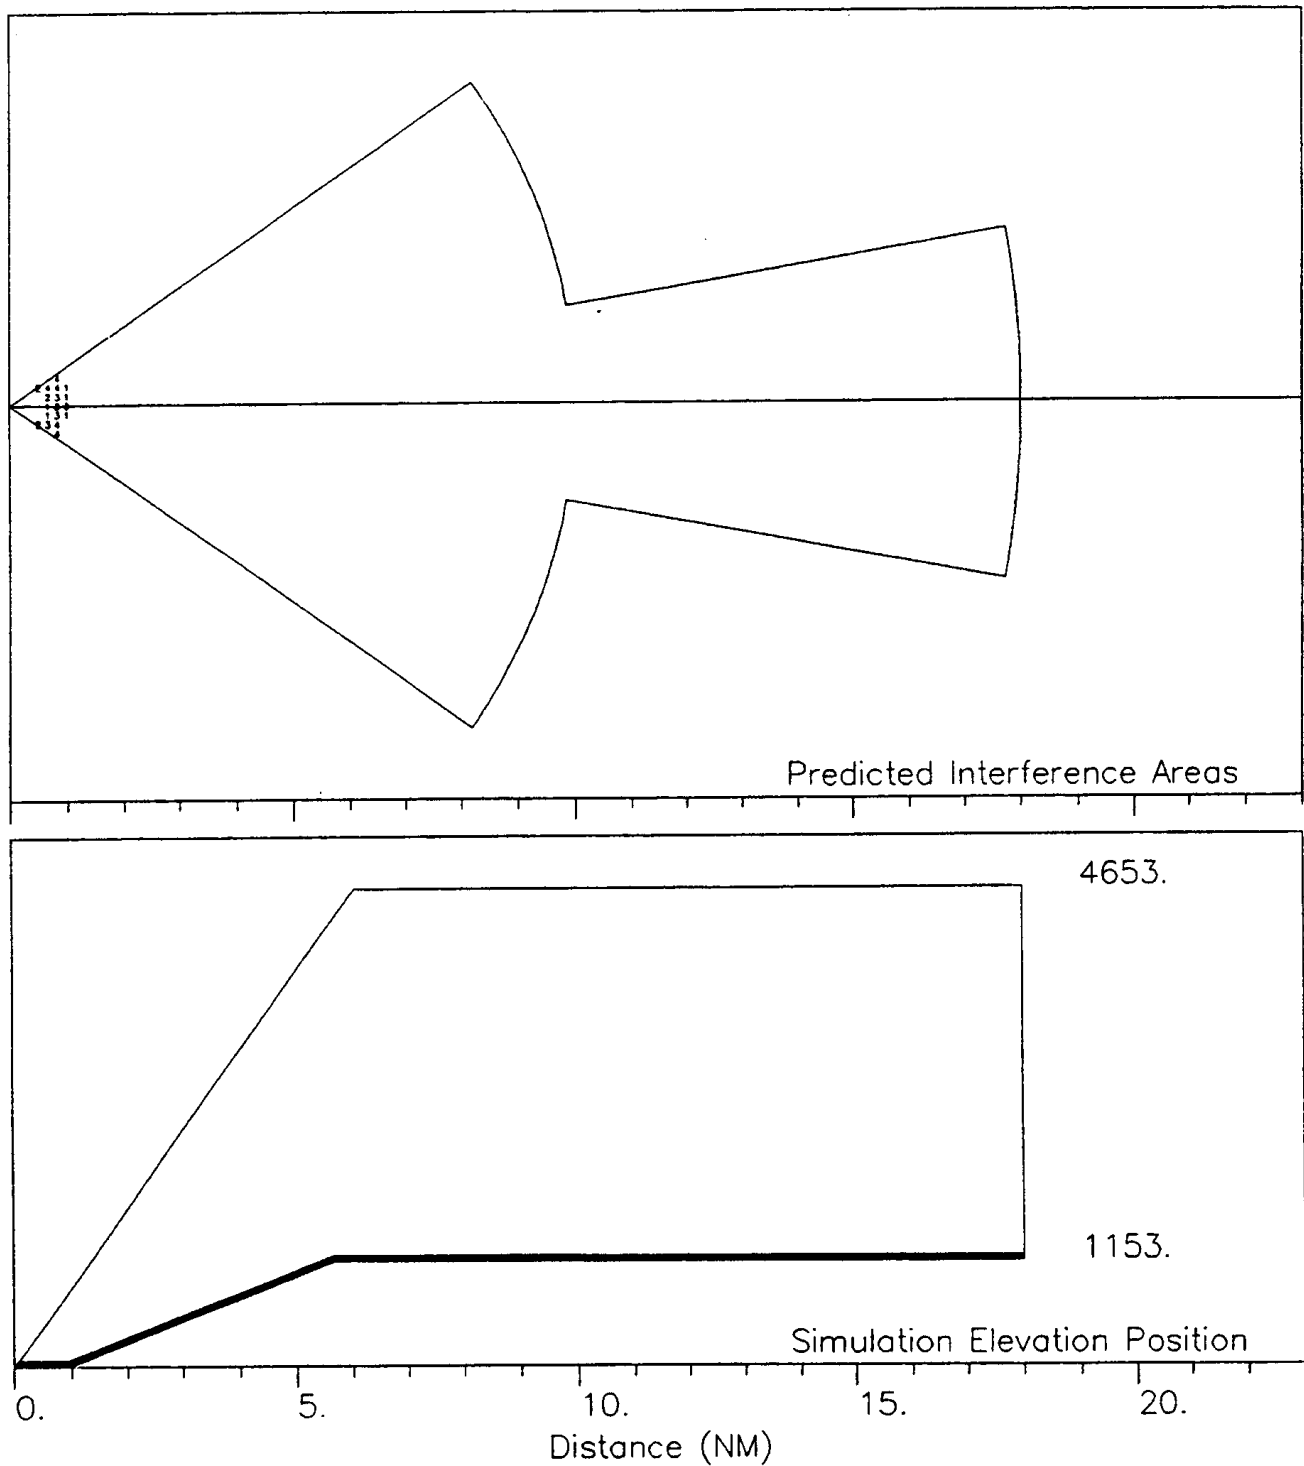 Predicted Interference Areas
4653.
1153.
Simulation Elevation Position
0. 5. 10. 15. 20.
Distance (NM)